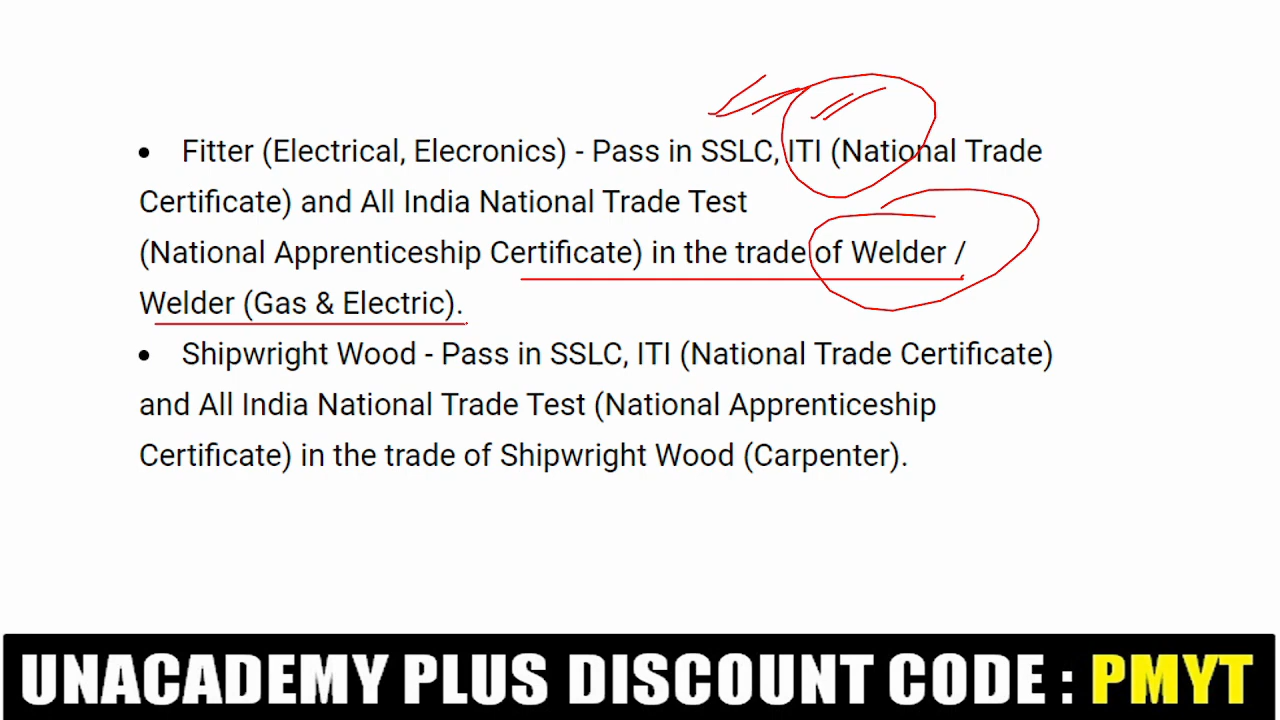 • Fitter (Electrical, Elecronics) - Pass in SSLC, ITI (National Trade
Certificate) and All India National Trade Test
(National Apprenticeship Certificate) in the trade of Welder /
Welder (Gas & Electric).
• Shipwright Wood - Pass in SSLC, ITI (National Trade Certificate)
and All India National Trade Test (National Apprenticeship
Certificate) in the trade of Shipwright Wood (Carpenter).
UNACADEMY PLUS DISCOUNT CODE : PMYT